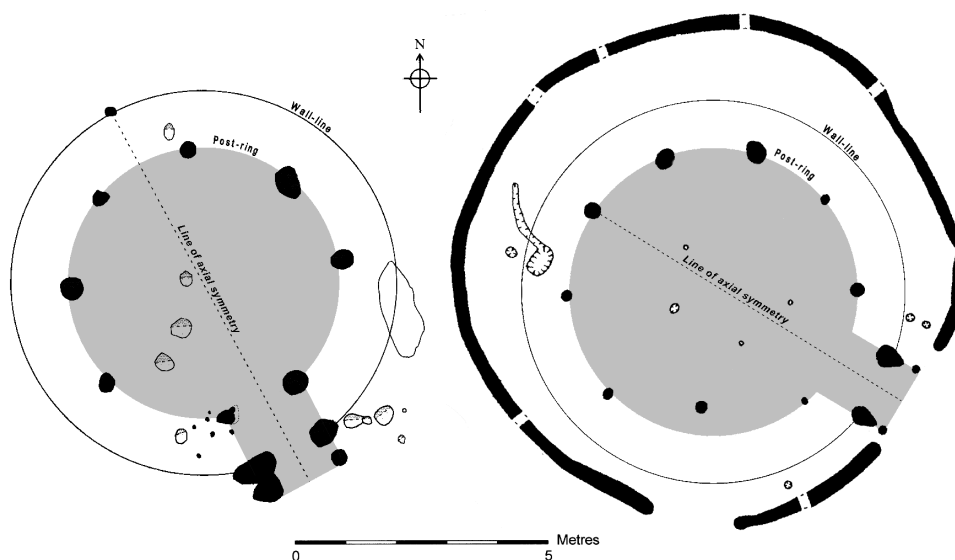 N
Wall-line
Post-ring
Line of axial symmetry
Wall-line
Post-ring
Line of axial symmetry
0 5 Metres